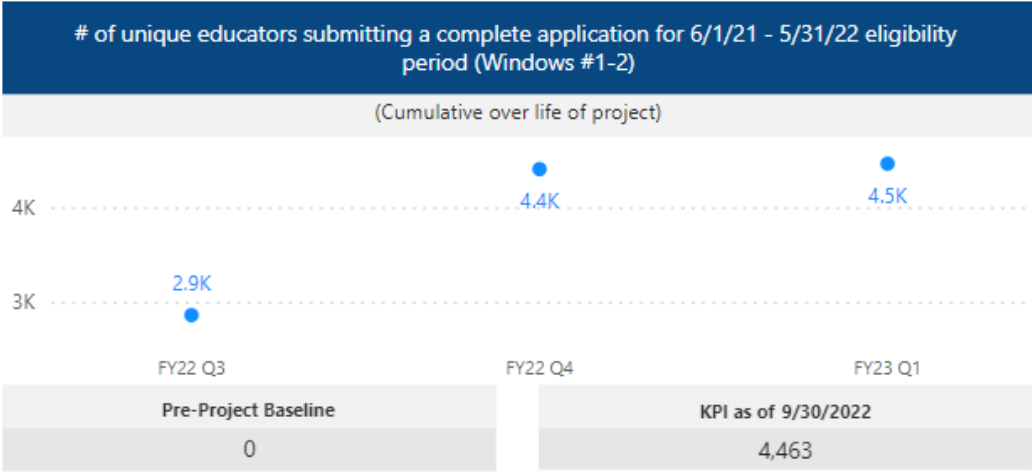 # of unique educators submitting a complete application for 6/1/21 - 5/31/22 eligibility
period (Windows #1-2)
(Cumulative over life of project)
4K
4.4K
4.5K
2.9K
3K
FY22 Q3
FY22 Q4
FY23 Q1
Pre-Project Baseline
KPI as of 9/30/2022
0
4,463